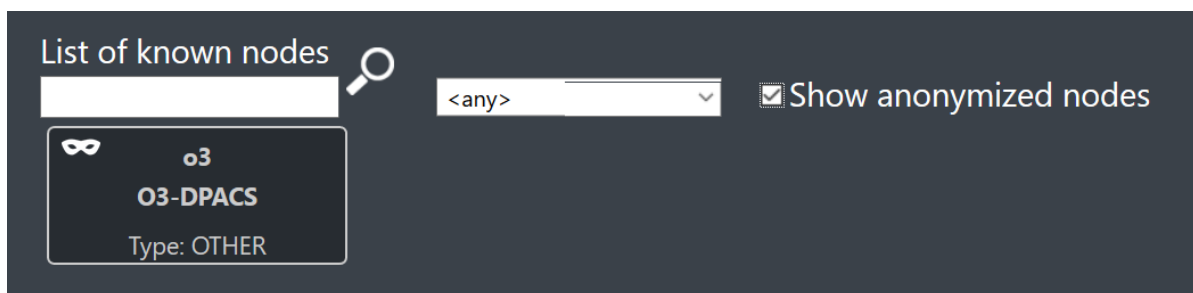 List of known nodes
<any>
Show anonymized nodes
o3
O3-DPACS
Type: OTHER